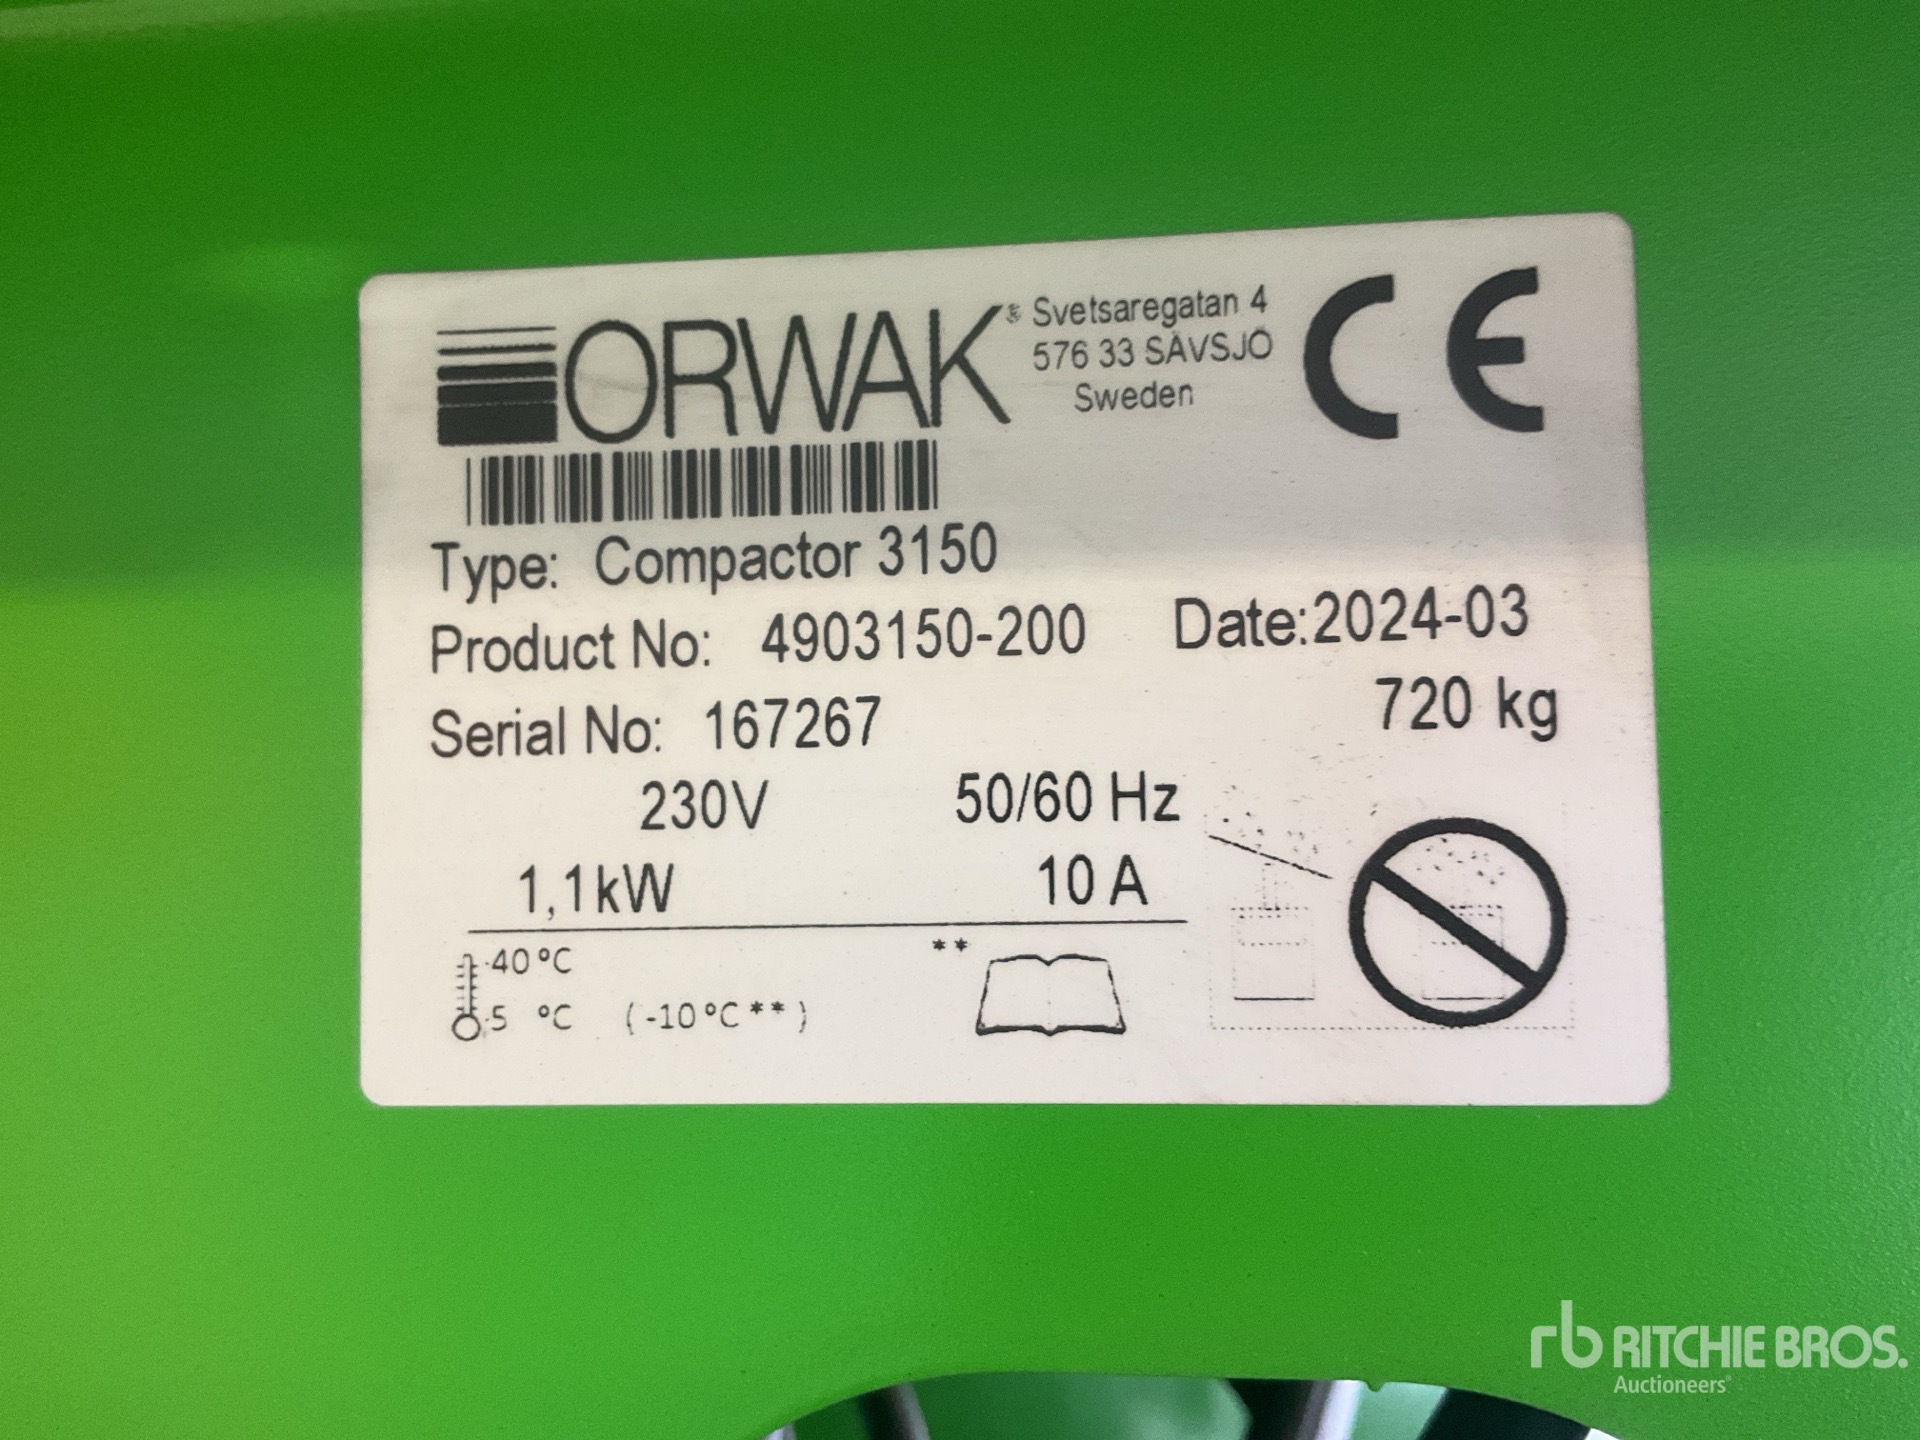 ORWAK®
Svetsaregatan 4
576 33 SÄVSJÖ
Sweden
CE
Type: Compactor 3150
Product No: 4903150-200 Date:2024-03
Serial No: 167267 720 kg
230V 50/60 Hz
1,1kW 10 A
40 °C
5 °C (-10 °C **)
**
rb RITCHIE BROS.
Auctioneers